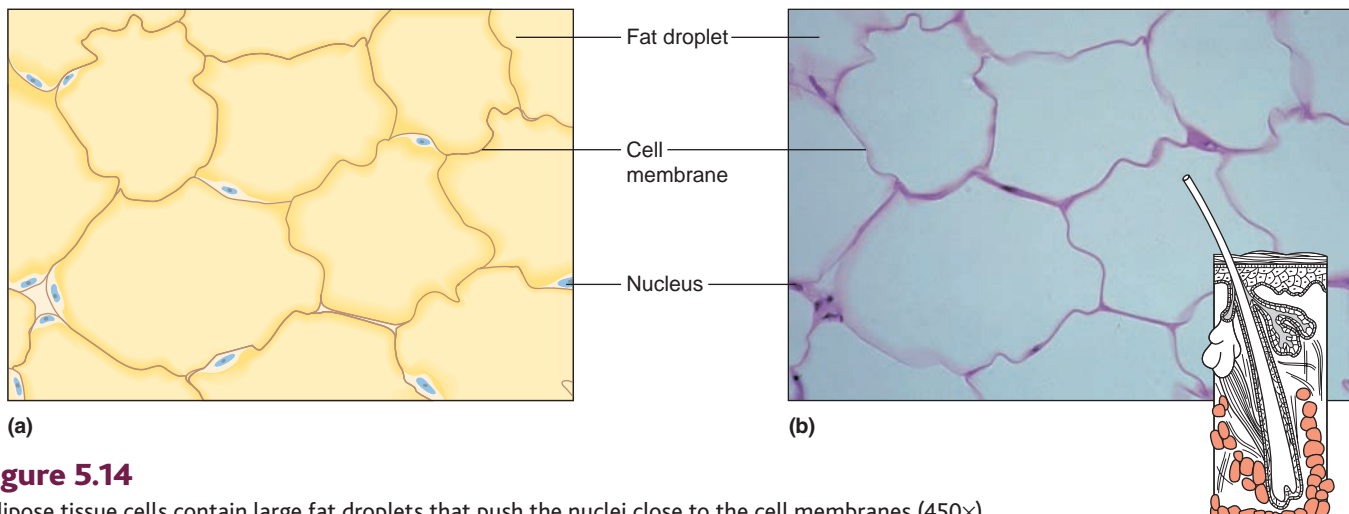 Fat droplet
Cell
membrane
Nucleus
(a)
(b)
gure 5.14
lipose tissue cells contain large fat droplets that push the nuclei close to the cell membranes (450×)